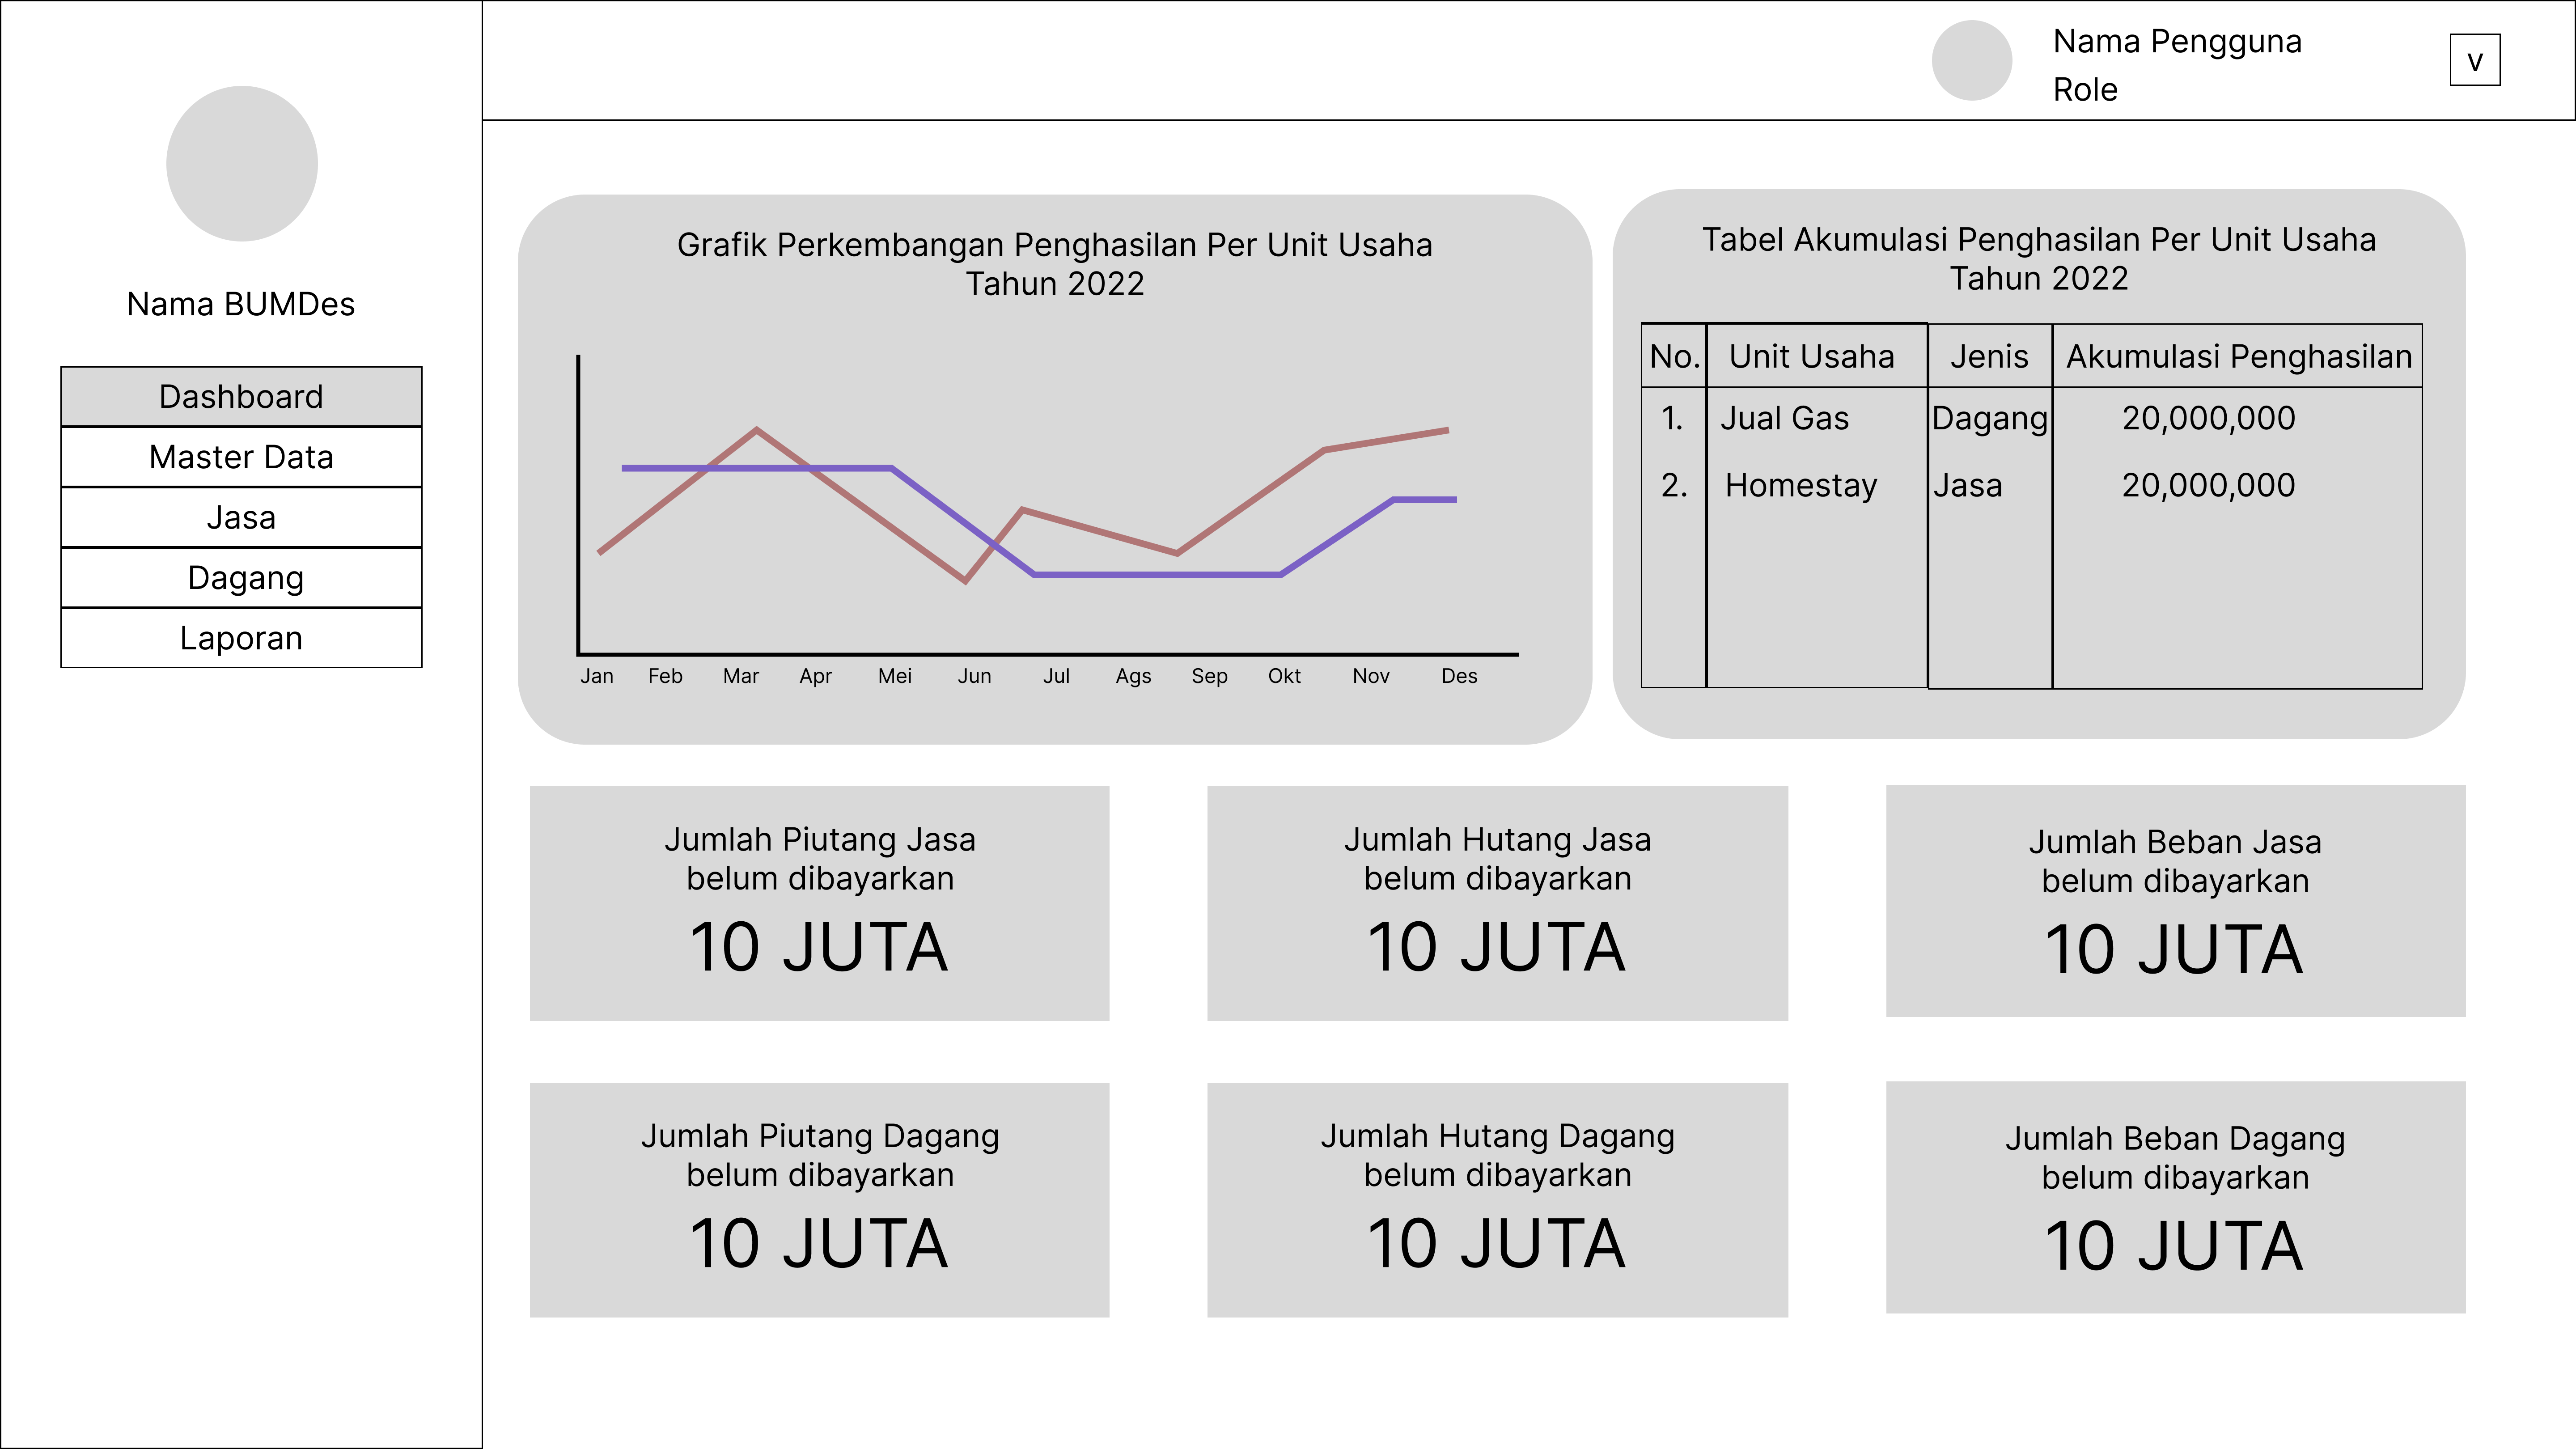 Nama Pengguna
Role
v
Nama BUMDes
Dashboard
Master Data
Jasa
Dagang
Laporan
Grafik Perkembangan Penghasilan Per Unit Usaha
Tahun 2022
Jan Feb Mar Apr Mei Jun Jul Ags Sep Okt Nov Des
Tabel Akumulasi Penghasilan Per Unit Usaha
Tahun 2022
No. Unit Usaha Jenis Akumulasi Penghasilan
1. Jual Gas Dagang 20,000,000
2. Homestay Jasa 20,000,000
Jumlah Piutang Jasa
belum dibayarkan
10 JUTA
Jumlah Hutang Jasa
belum dibayarkan
10 JUTA
Jumlah Beban Jasa
belum dibayarkan
10 JUTA
Jumlah Piutang Dagang
belum dibayarkan
10 JUTA
Jumlah Hutang Dagang
belum dibayarkan
10 JUTA
Jumlah Beban Dagang
belum dibayarkan
10 JUTA